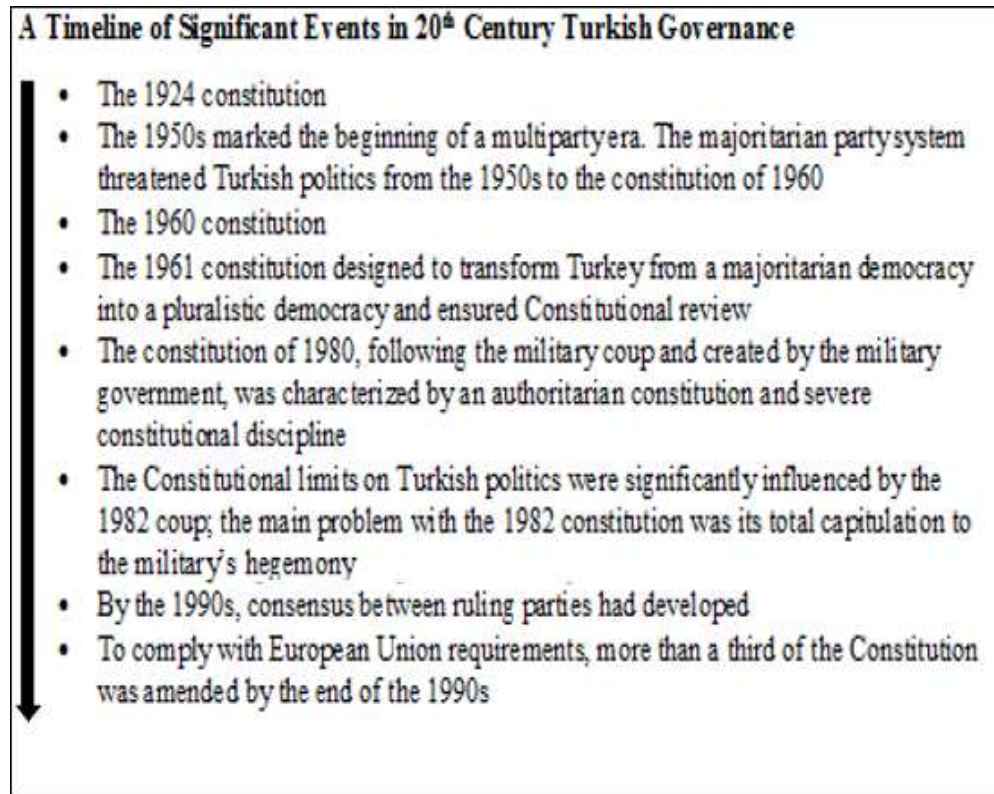 A Timeline of Significant Events in 20th Century Turkish Governance
• The 1924 constitution
• The 1950s marked the beginning of a multiparty era. The majoritarian party system
threatened Turkish politics from the 1950s to the constitution of 1960
• The 1960 constitution
• The 1961 constitution designed to transform Turkey from a majoritarian democracy
into a pluralistic democracy and ensured Constitutional review
• The constitution of 1980, following the military coup and created by the military
government, was characterized by an authoritarian constitution and severe
constitutional discipline
• The Constitutional limits on Turkish politics were significantly influenced by the
1982 coup; the main problem with the 1982 constitution was its total capitulation to
the military's hegemony
• By the 1990s, consensus between ruling parties had developed
• To comply with European Union requirements, more than a third of the Constitution
was amended by the end of the 1990s